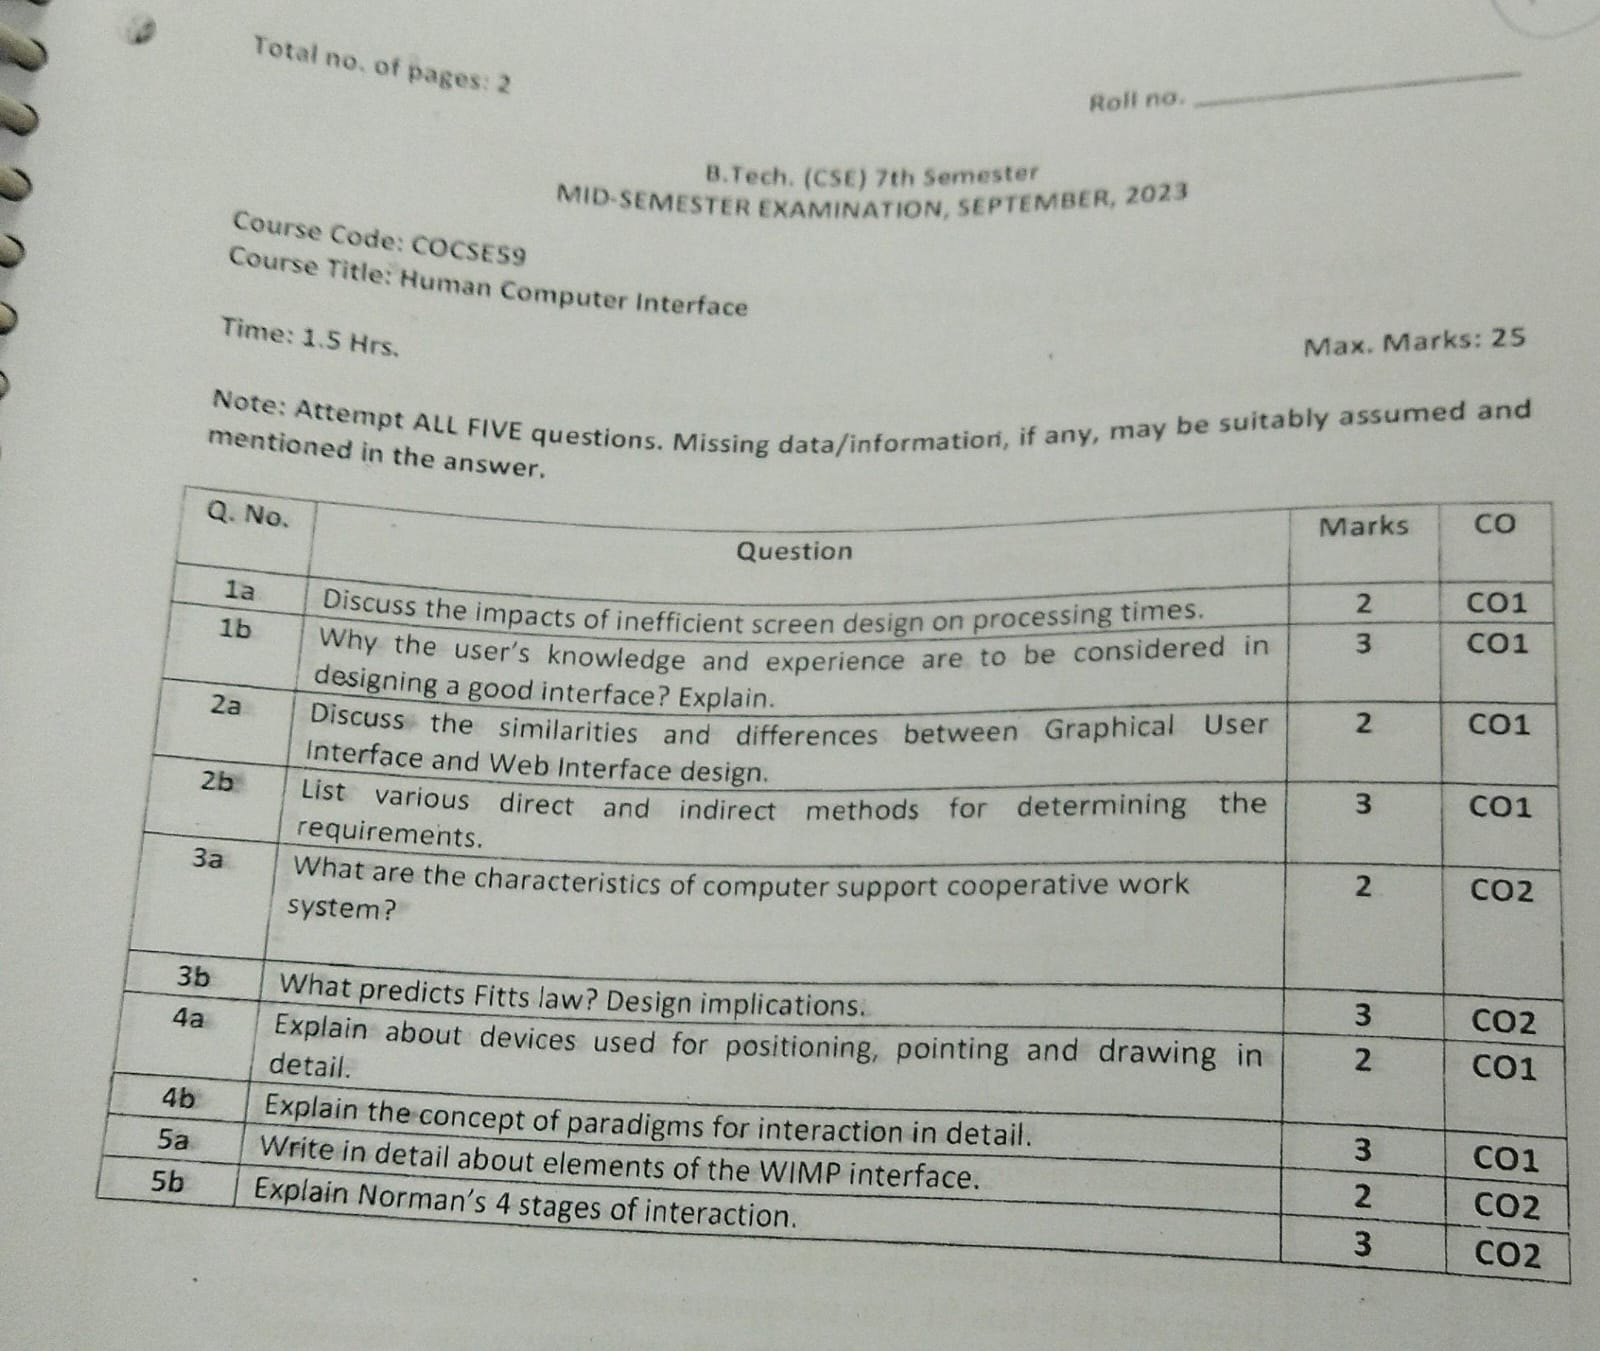 Total no. of pages: 2
Roll no.
B.Tech. (CSE) 7th Semester
MID-SEMESTER EXAMINATION, SEPTEMBER, 2023
Course Code: COCSE59
Course Title: Human Computer Interface
Time: 1.5 Hrs.
Max. Marks: 25
Note: Attempt ALL FIVE questions. Missing data/information, if any, may be suitably assumed and
mentioned in the answer.
Q. No. Question Marks CO
1a Discuss the impacts of inefficient screen design on processing times. 2 CO1
1b Why the user's knowledge and experience are to be considered in 3 CO1
designing a good interface? Explain.
2a Discuss the similarities and differences between Graphical User 2 CO1
Interface and Web Interface design.
2b List various direct and indirect methods for determining the 3 CO1
requirements.
3a What are the characteristics of computer support cooperative work 2 CO2
system?
3b What predicts Fitts law? Design implications. 3 CO2
4a Explain about devices used for positioning, pointing and drawing in 2 CO1
detail.
4b Explain the concept of paradigms for interaction in detail. 3 CO1
5a Write in detail about elements of the WIMP interface. 2 CO2
5b Explain Norman's 4 stages of interaction. 3 CO2